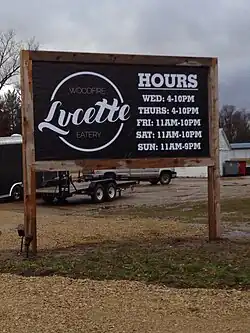 WOODFIRE
Lucette
EATERY
HOURS
WED: 4-10PM
THURS: 4-10PM
FRI: 11AM-10PM
SAT: 11AM-10PM
SUN: 11AM-9PM